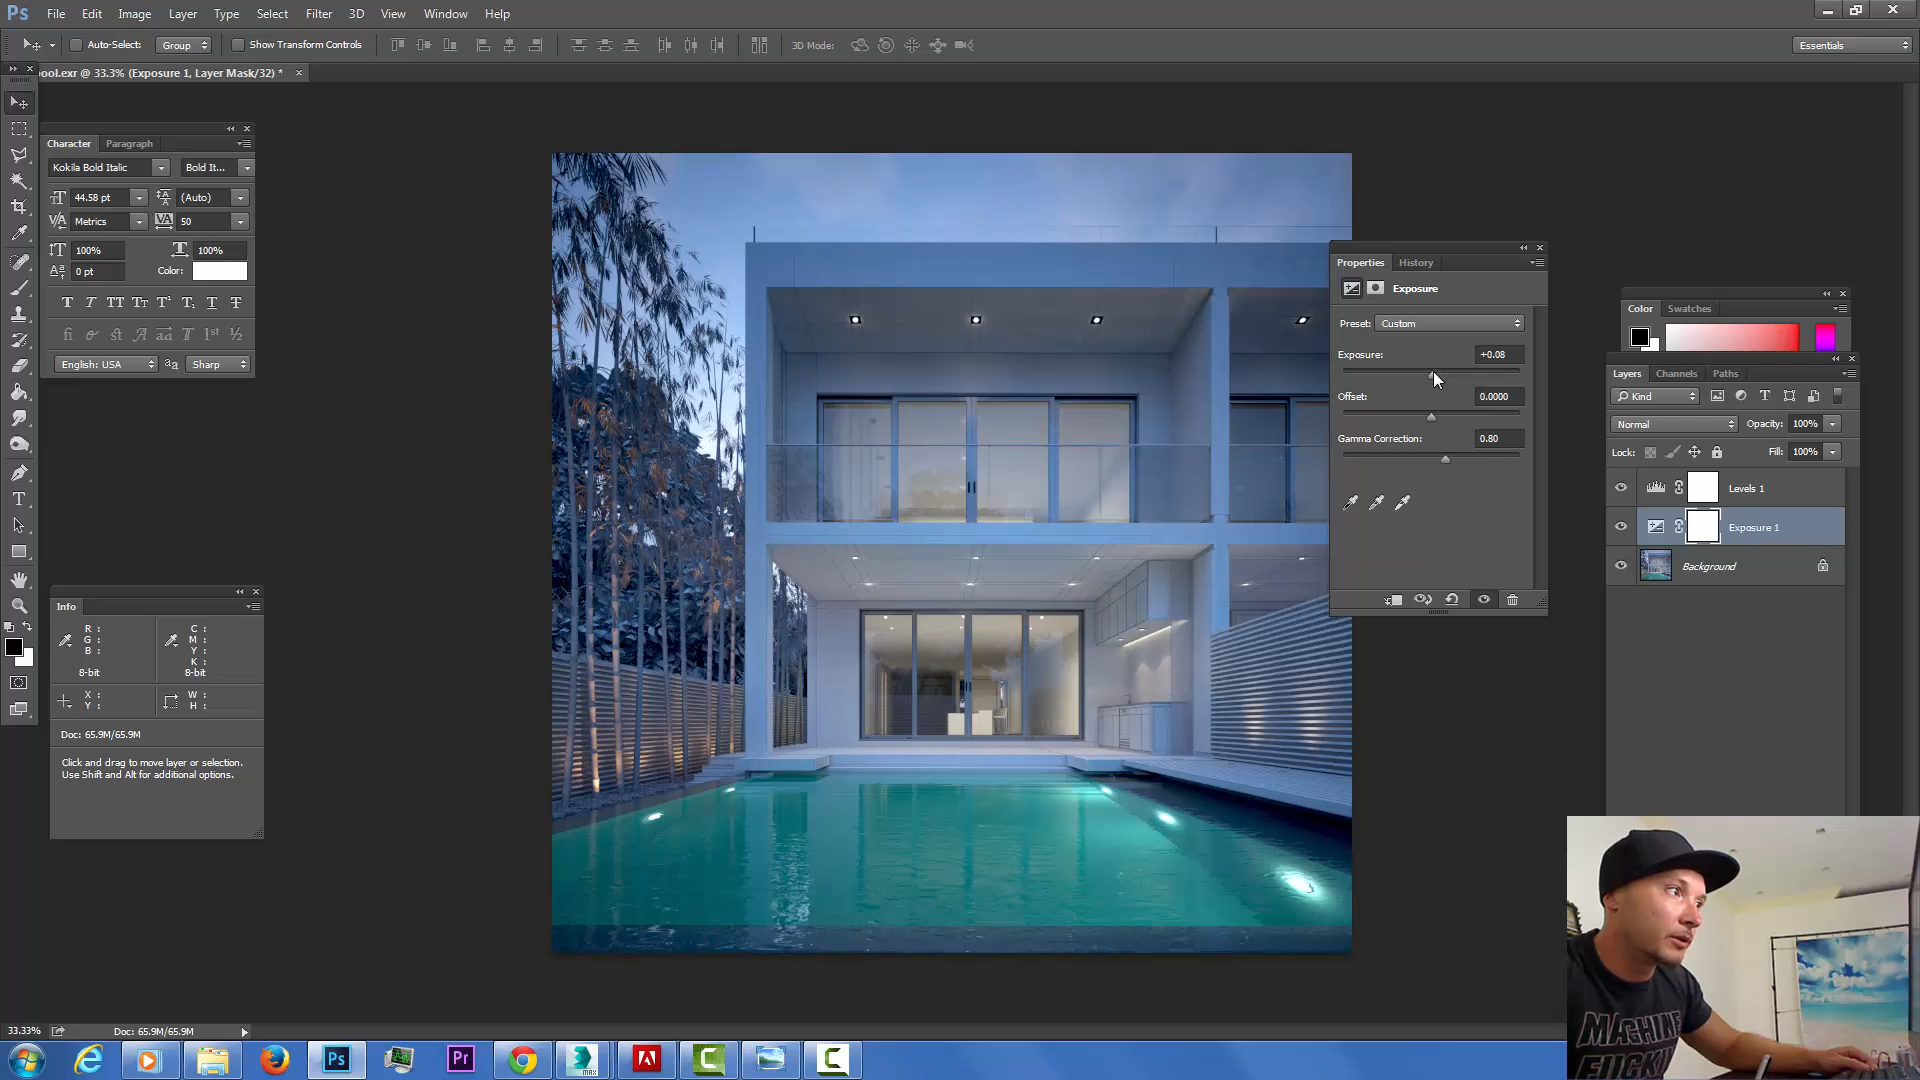 Ps File Edit Image Layer Type Select Filter 3D View Window Help
Auto-Select: Group Show Transform Controls 3D Mode: Essentials
ool.exr @ 33.3% (Exposure 1, Layer Mask/32) * ×
Character Paragraph
Kokila Bold Italic Bold It...
44.58 pt (Auto)
Metrics 50
100% 100%
0 pt Color:
English: USA Sharp
Info
R : C :
G : M :
B : Y :
K :
8-bit 8-bit
X : W :
Y : H :
Doc: 65.9M/65.9M
Click and drag to move layer or selection.
Use Shift and Alt for additional options.
Properties History
Exposure
Preset: Custom
Exposure: +0.08
Offset: 0.0000
Gamma Correction: 0.80
Color Swatches
Layers Channels Paths
Kind
Normal Opacity: 100%
Lock: Fill: 100%
Levels 1
Exposure 1
Background
MACHINE
33.33% Doc: 65.9M/65.9M
Ps Pr MAX